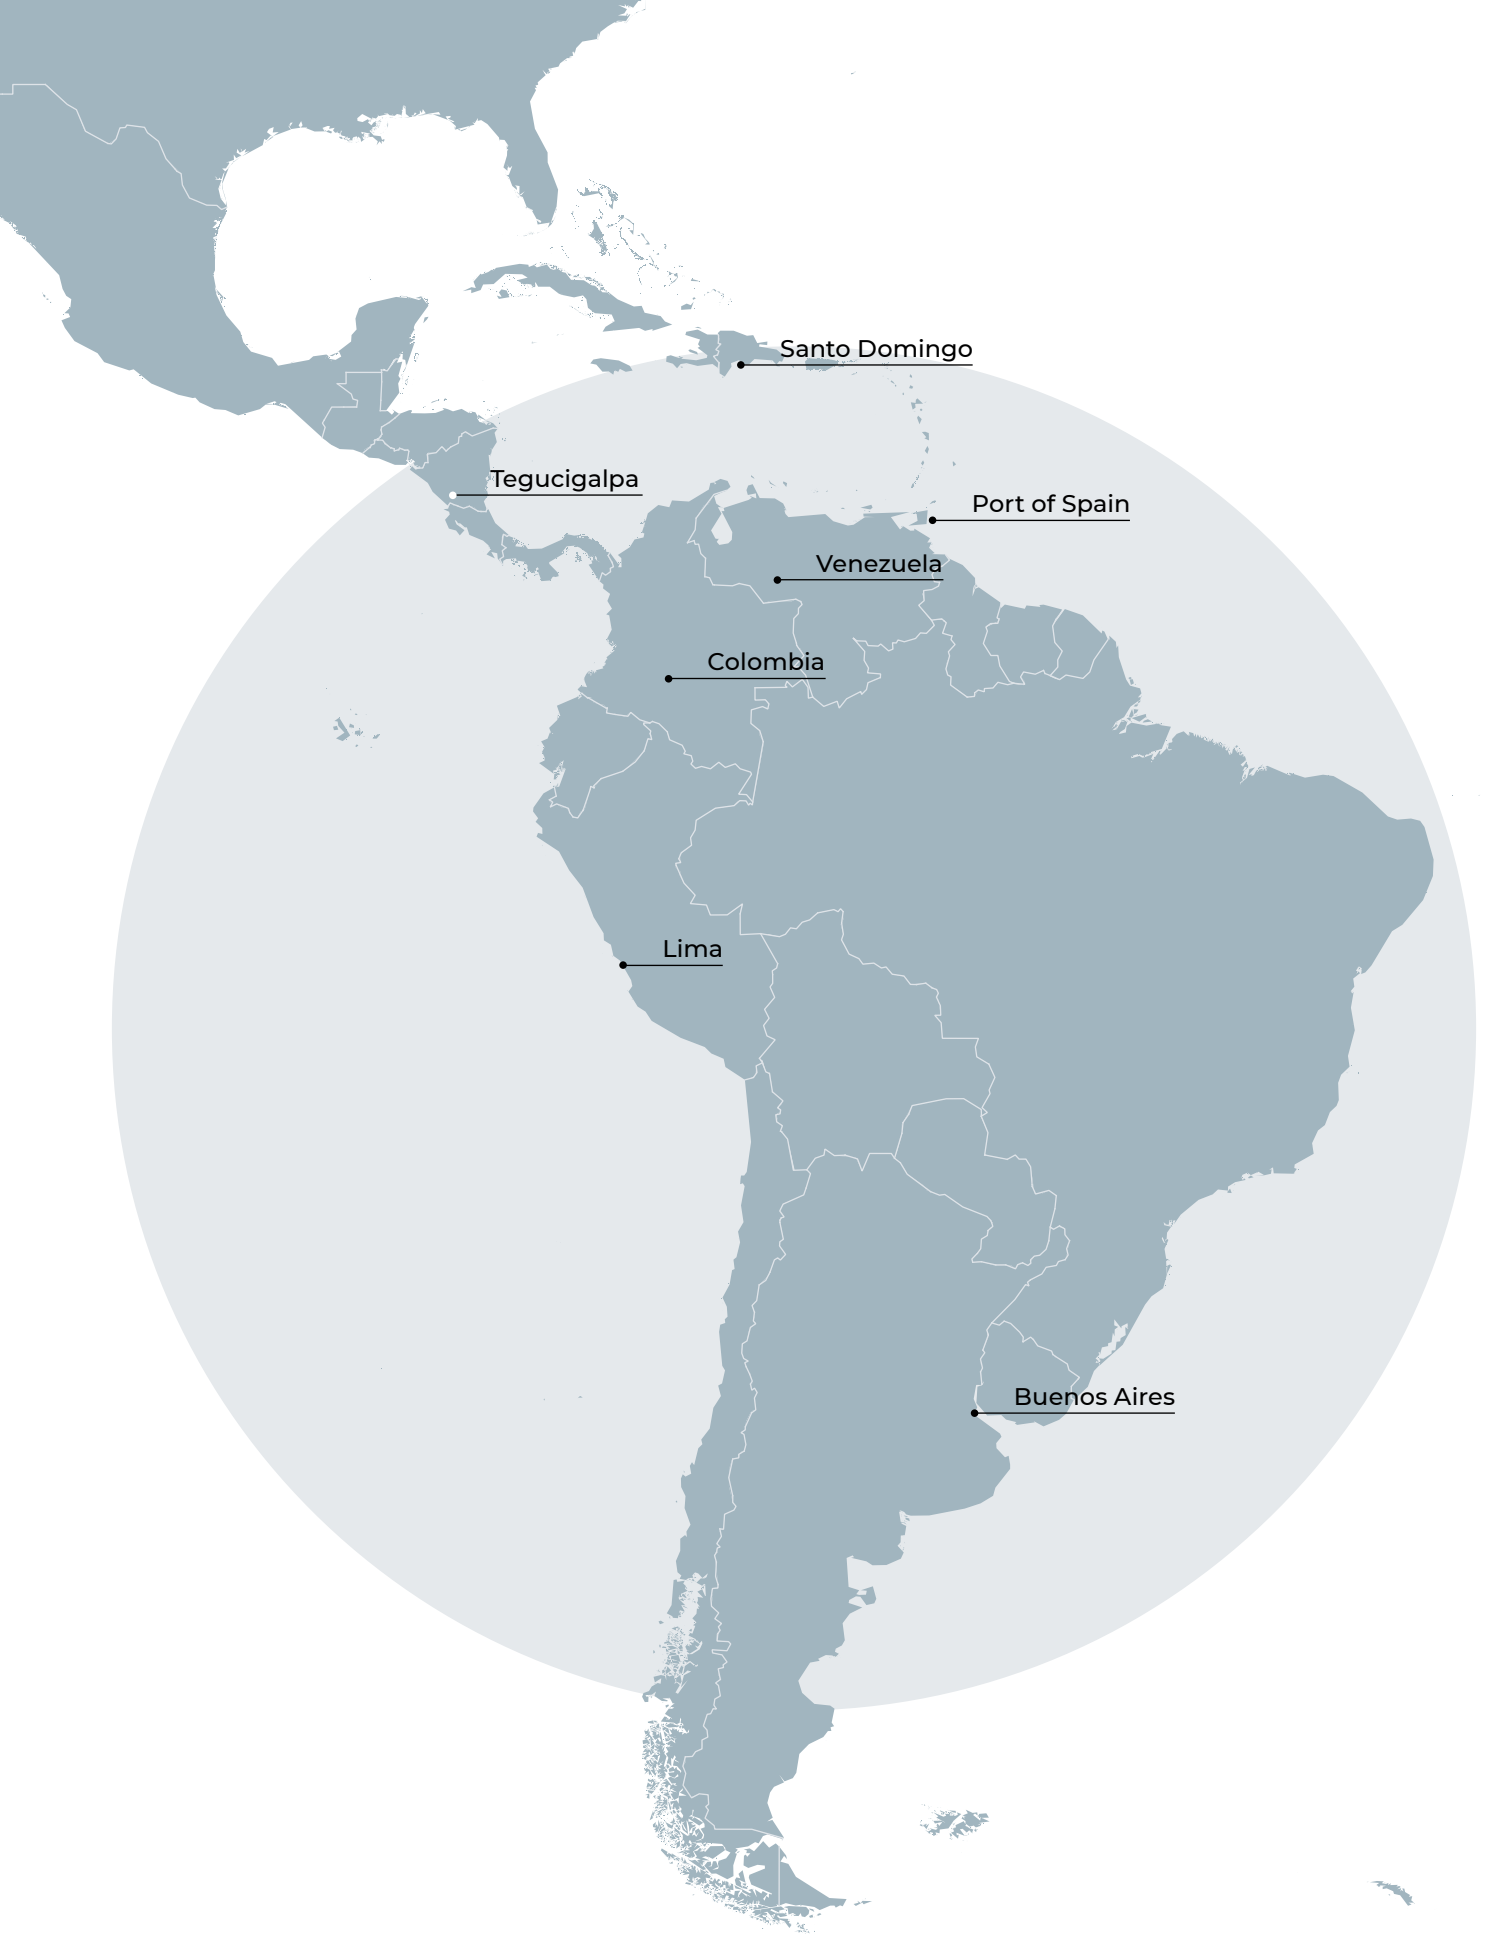 Santo Domingo
Tegucigalpa
Port of Spain
Venezuela
Colombia
Lima
Buenos Aires